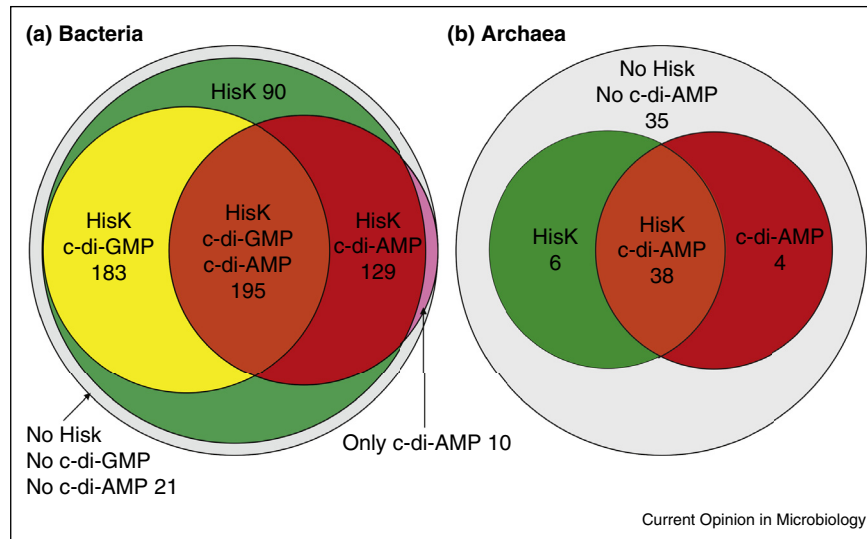 (a) Bacteria
HisK 90
HisK
c-di-GMP
183
HisK
c-di-GMP
c-di-AMP
195
HisK
c-di-AMP
129
No Hisk
No c-di-GMP
No c-di-AMP 21
Only c-di-AMP 10
(b) Archaea
No Hisk
No c-di-AMP
35
HisK
6
HisK
c-di-AMP
38
c-di-AMP
4
Current Opinion in Microbiology